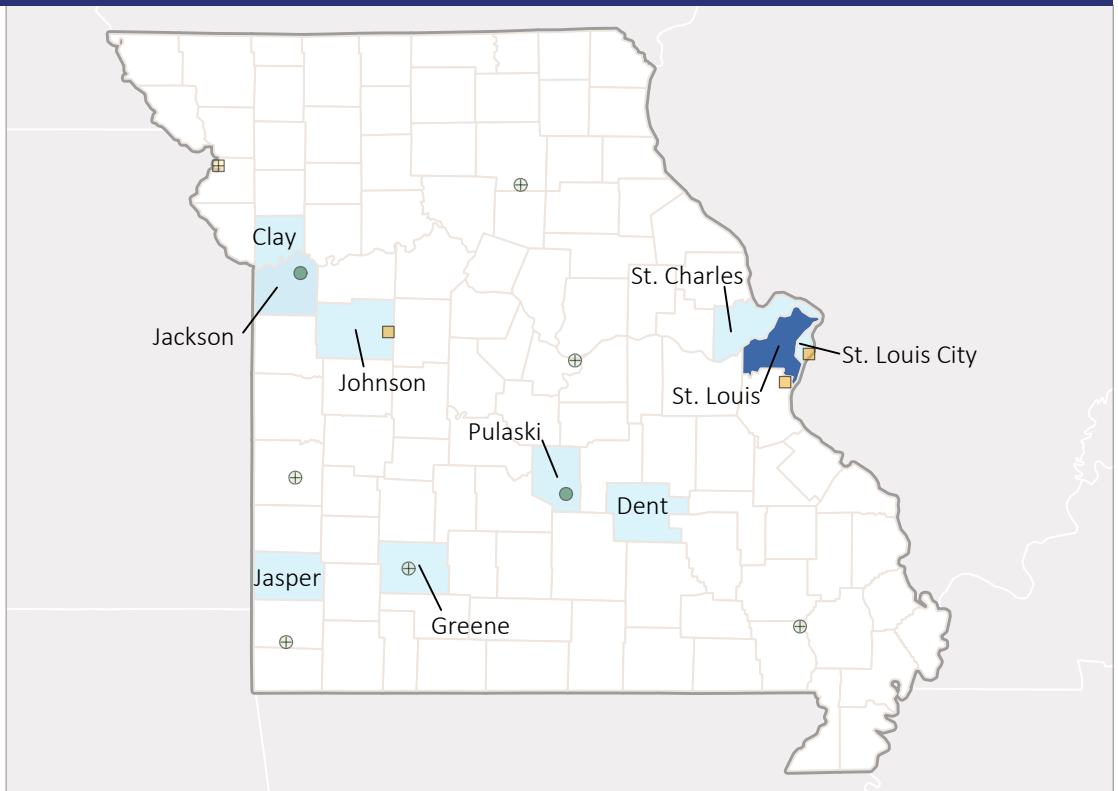 Clay
St. Charles
Jackson
St. Louis City
Johnson
St. Louis
Pulaski
Dent
Jasper
Greene